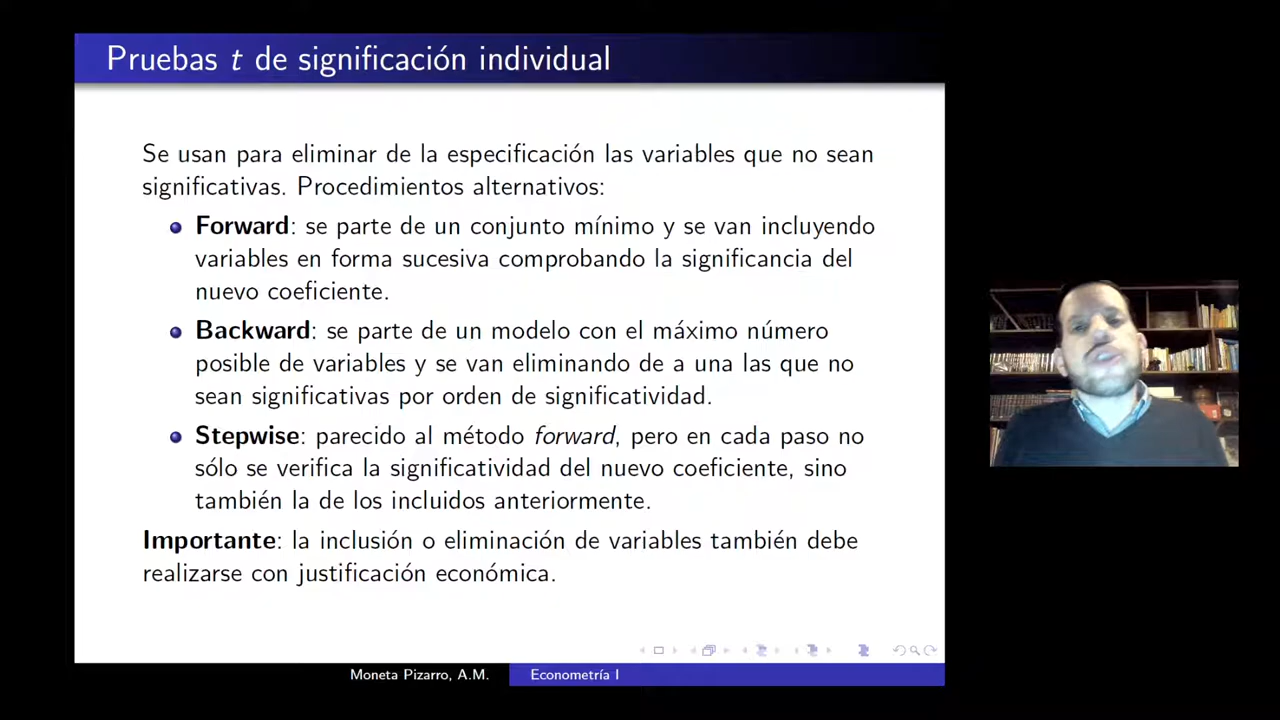 Pruebas t de significación individual
Se usan para eliminar de la especificación las variables que no sean
significativas. Procedimientos alternativos:
Forward: se parte de un conjunto mínimo y se van incluyendo
variables en forma sucesiva comprobando la significancia del
nuevo coeficiente.
Backward: se parte de un modelo con el máximo número
posible de variables y se van eliminando de a una las que no
sean significativas por orden de significatividad.
Stepwise: parecido al método forward, pero en cada paso no
sólo se verifica la significatividad del nuevo coeficiente, sino
también la de los incluidos anteriormente.
Importante: la inclusión o eliminación de variables también debe
realizarse con justificación económica.
Moneta Pizarro, A.M.
Econometría I